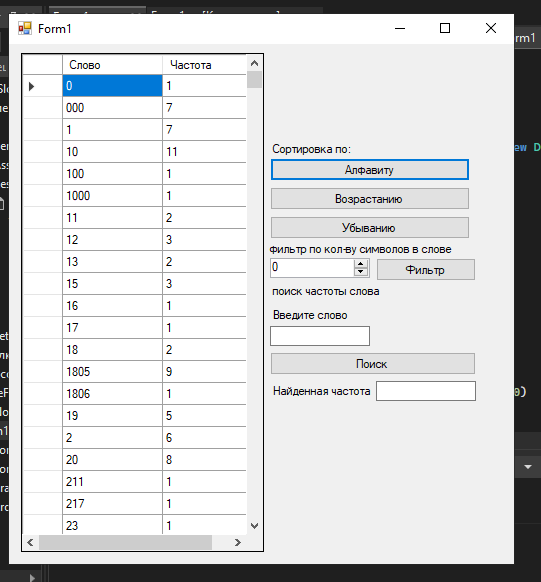 Form1
Слово Частота
0 1
000 7
1 7
10 11
100 1
1000 1
11 2
12 3
13 2
15 3
16 1
17 1
18 2
1805 9
1806 1
19 5
2 6
20 8
211 1
217 1
23 1
Сортировка по:
Алфавиту
Возрастанию
Убыванию
фильтр по кол-ву символов в слове
0
Фильтр
поиск частоты слова
Введите слово
Поиск
Найденная частота